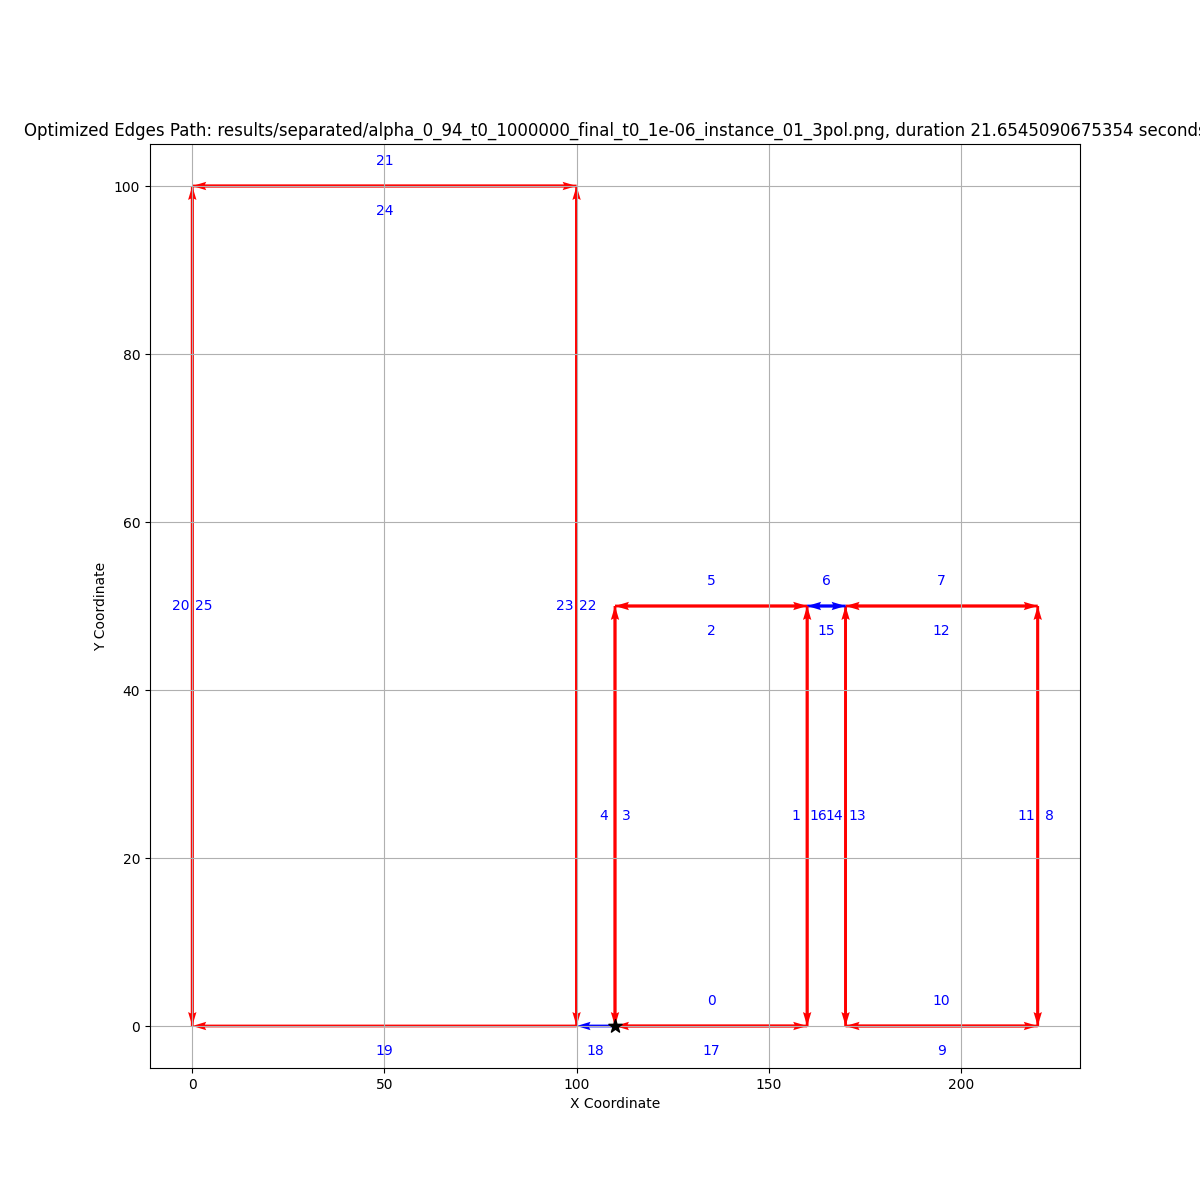 Optimized Edges Path: results/separated/alpha_0_94_t0_1000000_final_t0_1e-06_instance_01_3pol.png, duration 21.6545090675354 seconds
21
100
24
80
60
5 6 7
20 25 23 22
2 15 12
Y Coordinate
40
4 3 1 16 14 13 11 8
20
0 10
0
19 18 17 9
0 50 100 150 200
X Coordinate